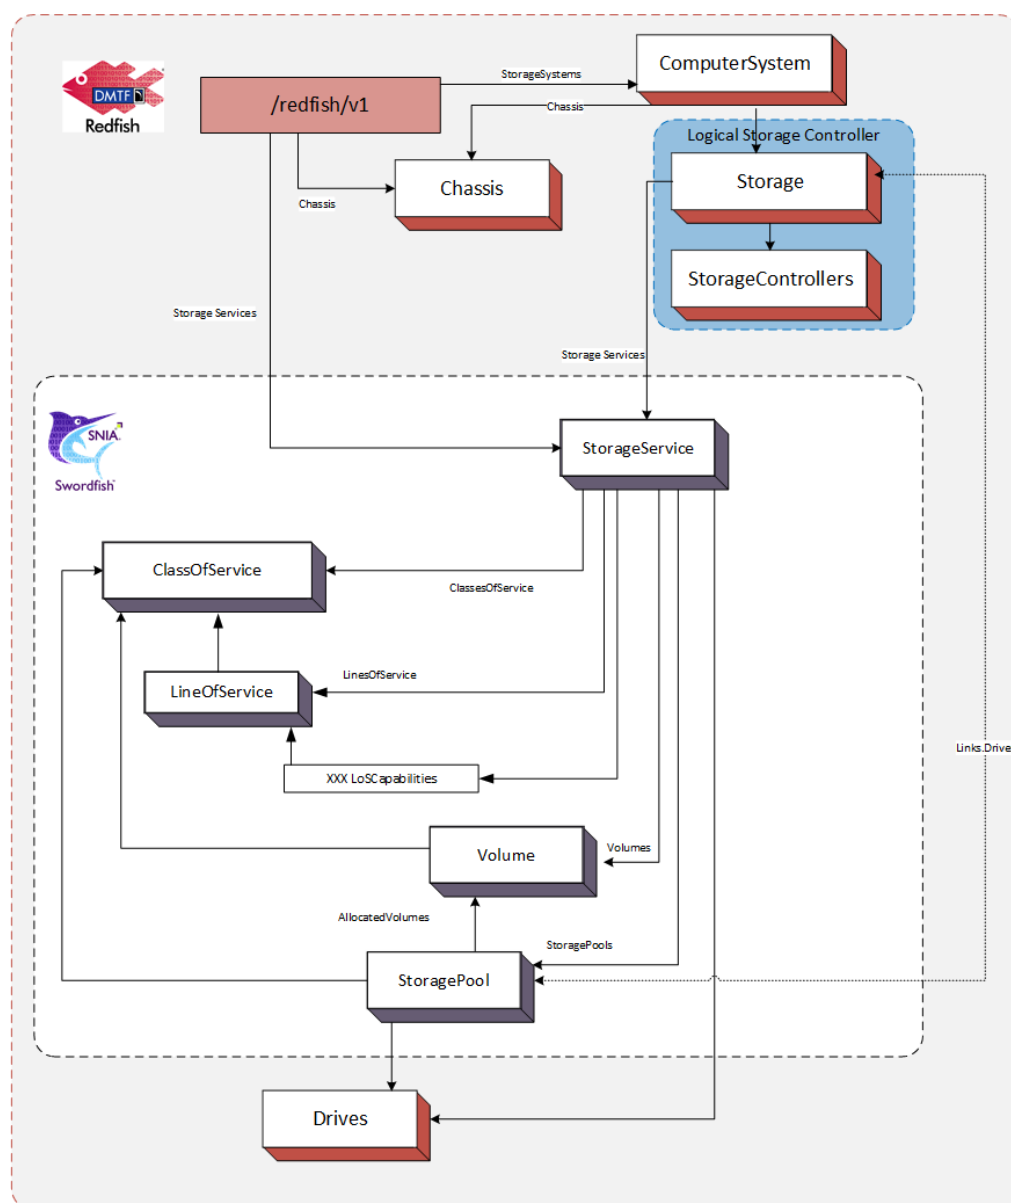 ComputerSystem
StorageSystems
DMTF
Redfish
/redfish/v1
Chassis
Logical Storage Controller
Chassis
Storage
Chassis
StorageControllers
Storage Services
Storage Services
SNIA
Swordfish
StorageService
ClassOfService
ClassesOfService
LinesOfService
LineOfService
Links.Drive
XXX LoSCapabilities
Volume
Volumes
AllocatedVolumes
StoragePools
StoragePool
Drives